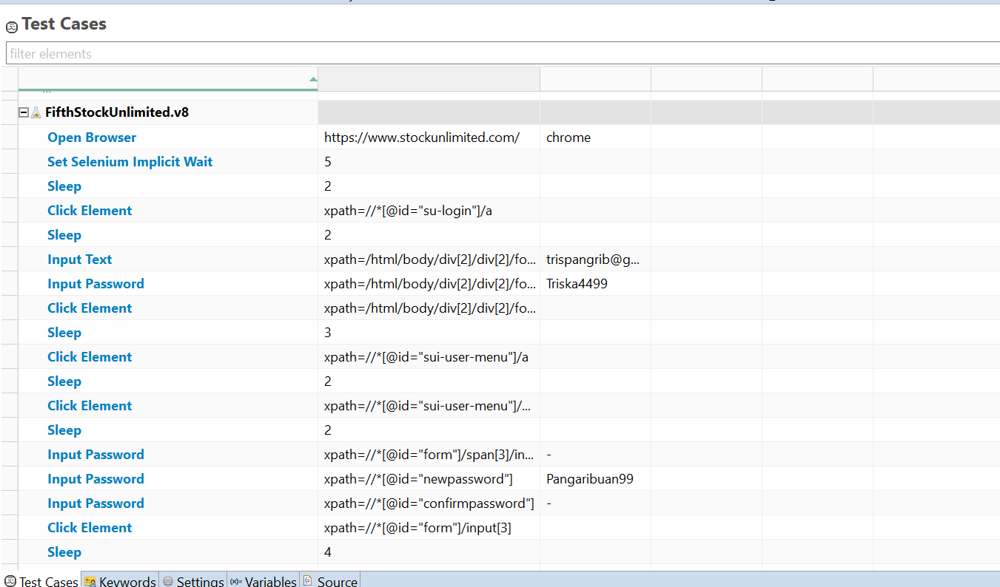 Test Cases
filter elements
FifthStockUnlimited.v8
Open Browser https://www.stockunlimited.com/ chrome
Set Selenium Implicit Wait 5
Sleep 2
Click Element xpath=//*[@id="su-login"]/a
Sleep 2
Input Text xpath=/html/body/div[2]/div[2]/fo... trispangrib@g...
Input Password xpath=/html/body/div[2]/div[2]/fo... Triska4499
Click Element xpath=/html/body/div[2]/div[2]/fo...
Sleep 3
Click Element xpath=//*[@id="sui-user-menu"]/a
Sleep 2
Click Element xpath=//*[@id="sui-user-menu"]/...
Sleep 2
Input Password xpath=//*[@id="form"]/span[3]/in... -
Input Password xpath=//*[@id="newpassword"] Pangaribuan99
Input Password xpath=//*[@id="confirmpassword"] -
Click Element xpath=//*[@id="form"]/input[3]
Sleep 4
Test Cases Keywords Settings Variables Source